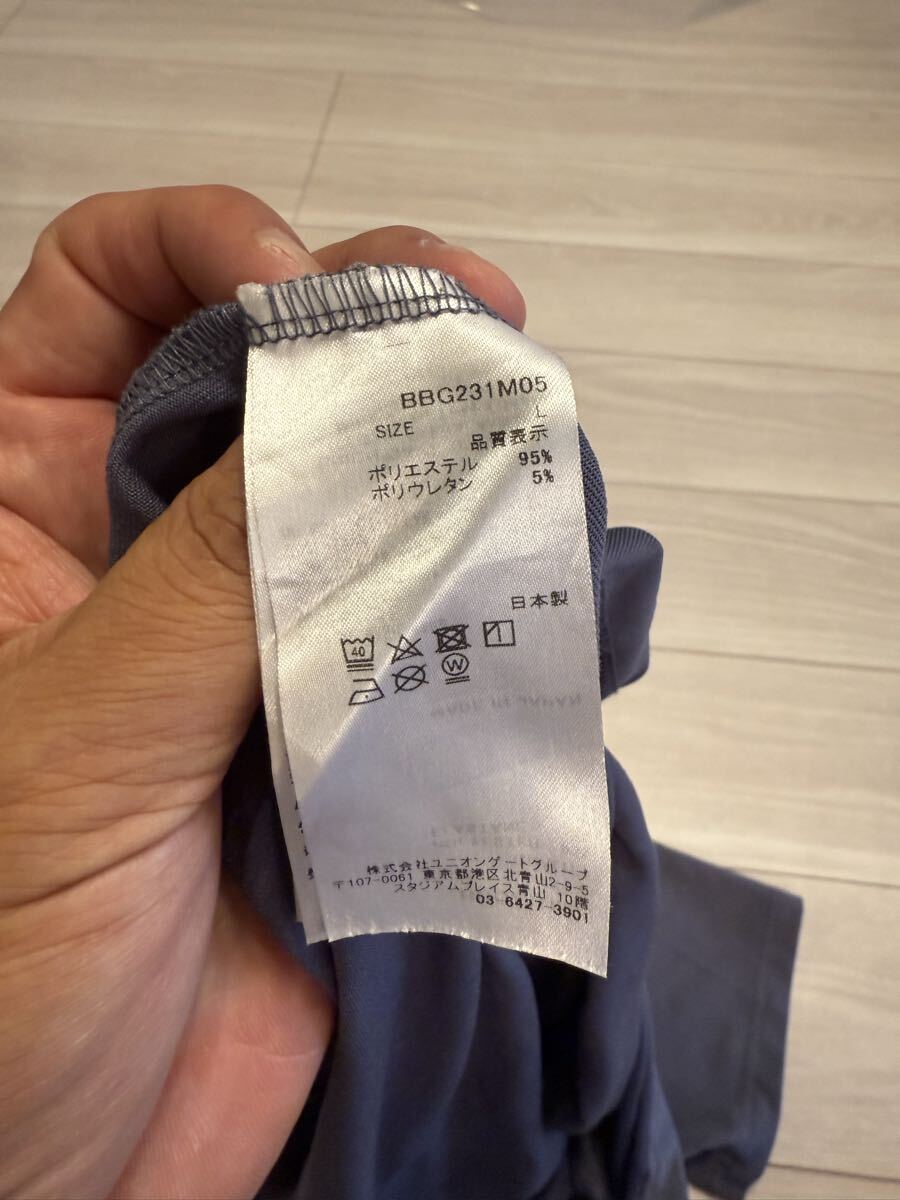 BBG231M05
SIZE L
品質表示
ポリエステル 95%
ポリウレタン 5%
日本製
40
W
株式会社ユニオンゲートグループ
〒107-0061 東京都港区北青山2-9-5
スタジアムプレイス青山 10階
03-6427-3901